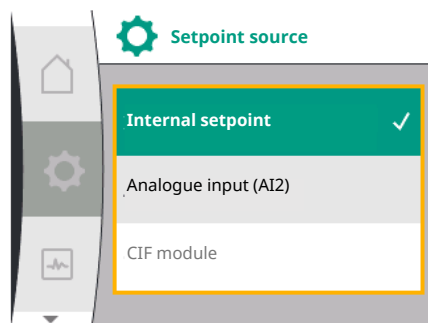 Setpoint source
Internal setpoint
Analogue input (AI2)
CIF module